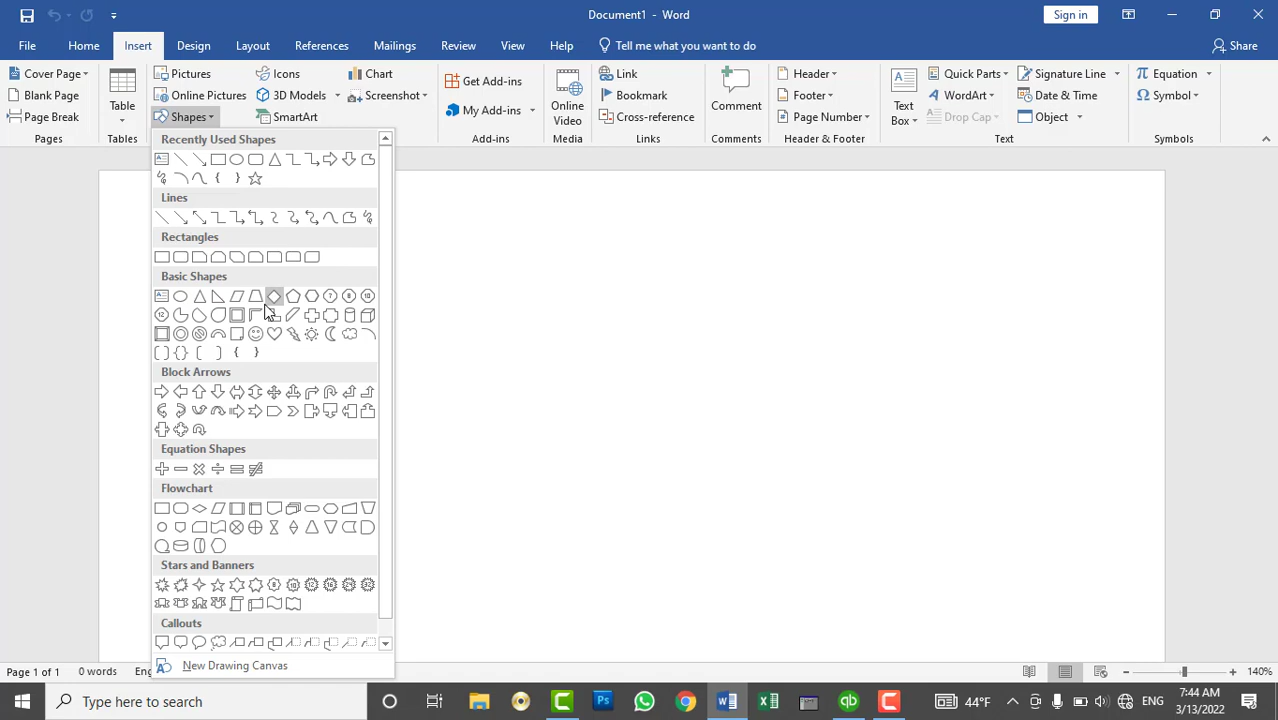 Document1 - Word
Sign in
File Home Insert Design Layout References Mailings Review View Help Tell me what you want to do Share
Cover Page
Blank Page
Page Break
Pages
Table
Tables
Pictures
Online Pictures
Shapes
Icons
3D Models
SmartArt
Chart
Screenshot
Get Add-ins
My Add-ins
Add-ins
Online
Video
Media
Link
Bookmark
Cross-reference
Links
Comment
Comments
Header
Footer
Page Number
Header & Footer
Text
Box
Quick Parts
WordArt
Drop Cap
Signature Line
Date & Time
Object
Text
Equation
Symbol
Symbols
Recently Used Shapes
Lines
Rectangles
Basic Shapes
Block Arrows
Equation Shapes
Flowchart
Stars and Banners
Callouts
New Drawing Canvas
Page 1 of 1 0 words Eng
140%
Type here to search
44°F
ENG
7:44 AM
3/13/2022